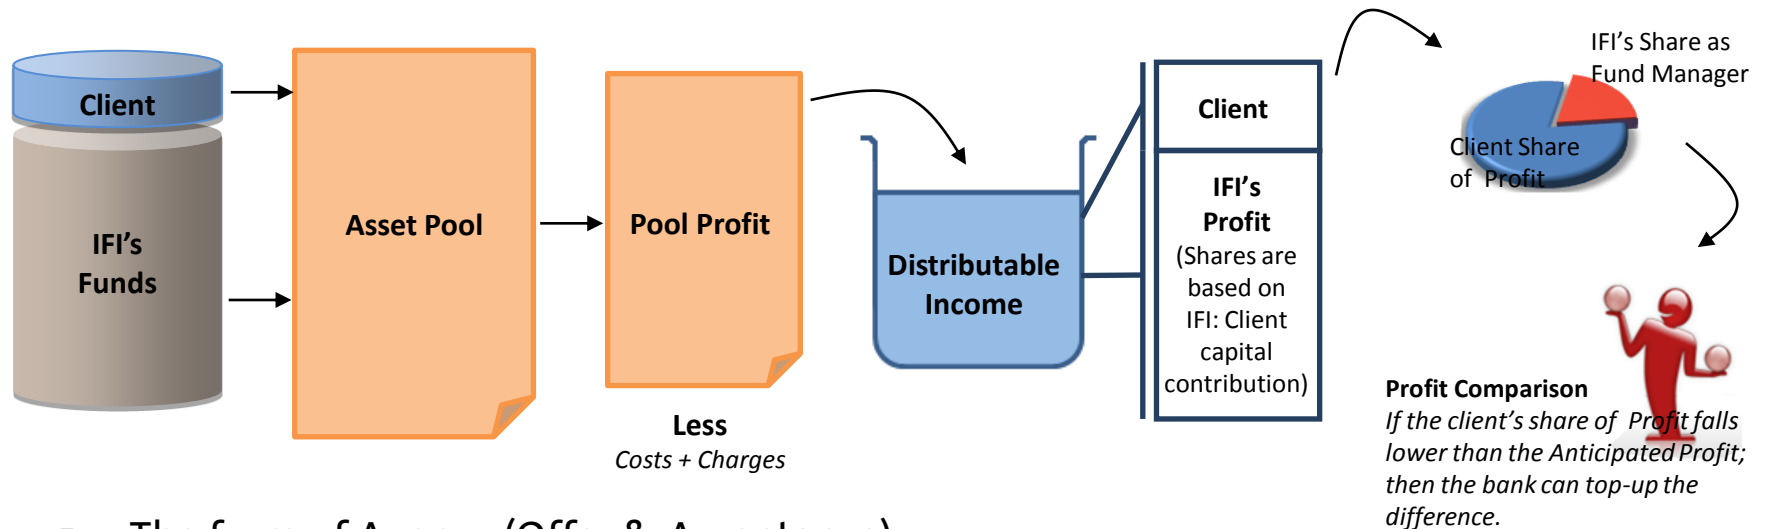 Client
IFI’s
Funds
Asset Pool
Pool Profit
Less
Costs + Charges
Distributable
Income
Client
IFI’s
Profit
(Shares are
based on
IFI: Client
capital
contribution)
IFI’s Share as
Fund Manager
Client Share
of Profit
Profit Comparison
If the client’s share of Profit falls
lower than the Anticipated Profit;
then the bank can top-up the
difference.
(Offer & Acceptance)